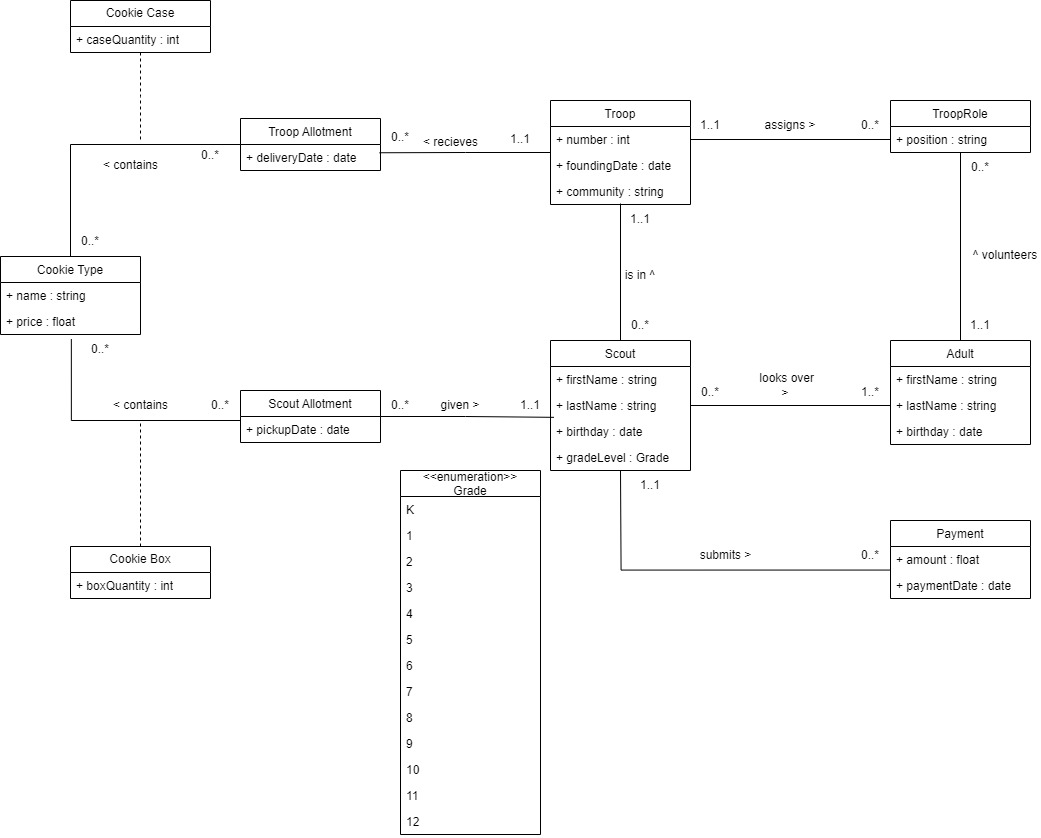 Cookie Case
+ caseQuantity : int
Troop Allotment
+ deliveryDate : date
0..*
< recieves
1..1
Troop
+ number : int
+ foundingDate : date
+ community : string
1..1
assigns >
0..*
TroopRole
+ position : string
0..*
< contains
0..*
1..1
0..*
^ volunteers
is in ^
Cookie Type
+ name : string
+ price : float
0..*
1..1
0..*
< contains
0..*
Scout Allotment
+ pickupDate : date
0..*
given >
1..1
Scout
+ firstName : string
+ lastName : string
+ birthday : date
+ gradeLevel : Grade
0..*
looks over
>
1..*
Adult
+ firstName : string
+ lastName : string
+ birthday : date
1..1
<<enumeration>>
Grade
K
1
2
3
4
5
6
7
8
9
10
11
12
submits >
0..*
Payment
+ amount : float
+ paymentDate : date
Cookie Box
+ boxQuantity : int